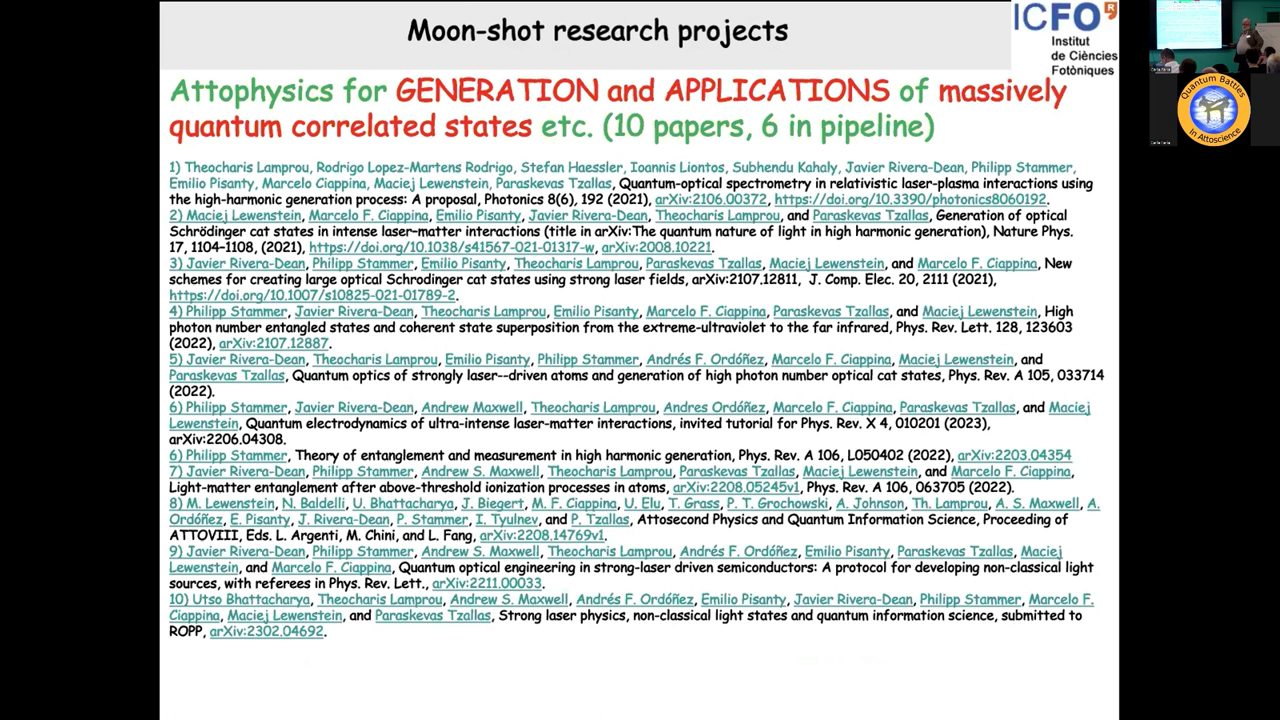 Moon-shot research projects
ICFO
Institut
de Ciències
Fotòniques
Attophysics for GENERATION and APPLICATIONS of massively
quantum correlated states etc. (10 papers, 6 in pipeline)
1) Theocharis Lamprou, Rodrigo Lopez-Martens Rodrigo, Stefan Haessler, Ioannis Liontos, Subhendu Kahaly, Javier Rivera-Dean, Philipp Stammer,
Emilio Pisanty, Marcelo Ciappina, Maciej Lewenstein, Paraskevas Tzallas, Quantum-optical spectrometry in relativistic laser-plasma interactions using
the high-harmonic generation process: A proposal, Photonics 8(6), 192 (2021), arXiv:2106.00372, https://doi.org/10.3390/photonics8060192.
2) Maciej Lewenstein, Marcelo F. Ciappina, Emilio Pisanty, Javier Rivera-Dean, Theocharis Lamprou, and Paraskevas Tzallas, Generation of optical
Schrödinger cat states in intense laser–matter interactions (title in arXiv:The quantum nature of light in high harmonic generation), Nature Phys.
17, 1104–1108, (2021), https://doi.org/10.1038/s41567-021-01317-w, arXiv:2008.10221.
3) Javier Rivera-Dean, Philipp Stammer, Emilio Pisanty, Theocharis Lamprou, Paraskevas Tzallas, Maciej Lewenstein, and Marcelo F. Ciappina, New
schemes for creating large optical Schrodinger cat states using strong laser fields, arXiv:2107.12811, J. Comp. Elec. 20, 2111 (2021),
https://doi.org/10.1007/s10825-021-01789-2.
4) Philipp Stammer, Javier Rivera-Dean, Theocharis Lamprou, Emilio Pisanty, Marcelo F. Ciappina, Paraskevas Tzallas, and Maciej Lewenstein, High
photon number entangled states and coherent state superposition from the extreme-ultraviolet to the far infrared, Phys. Rev. Lett. 128, 123603
(2022), arXiv:2107.12887.
5) Javier Rivera-Dean, Theocharis Lamprou, Emilio Pisanty, Philipp Stammer, Andrés F. Ordóñez, Marcelo F. Ciappina, Maciej Lewenstein, and
Paraskevas Tzallas, Quantum optics of strongly laser--driven atoms and generation of high photon number optical cat states, Phys. Rev. A 105, 033714
(2022).
6) Philipp Stammer, Javier Rivera-Dean, Andrew Maxwell, Theocharis Lamprou, Andres Ordóñez, Marcelo F. Ciappina, Paraskevas Tzallas, and Maciej
Lewenstein, Quantum electrodynamics of ultra-intense laser-matter interactions, invited tutorial for Phys. Rev. X 4, 010201 (2023),
arXiv:2206.04308.
6) Philipp Stammer, Theory of entanglement and measurement in high harmonic generation, Phys. Rev. A 106, L050402 (2022), arXiv:2203.04354
7) Javier Rivera-Dean, Philipp Stammer, Andrew S. Maxwell, Theocharis Lamprou, Paraskevas Tzallas, Maciej Lewenstein, and Marcelo F. Ciappina,
Light-matter entanglement after above-threshold ionization processes in atoms, arXiv:2208.05245v1, Phys. Rev. A 106, 063705 (2022).
8) M. Lewenstein, N. Baldelli, U. Bhattacharya, J. Biegert, M. F. Ciappina, U. Elu, T. Grass, P. T. Grochowski, A. Johnson, Th. Lamprou, A. S. Maxwell, A.
Ordóñez, E. Pisanty, J. Rivera-Dean, P. Stammer, I. Tyulnev, and P. Tzallas, Attosecond Physics and Quantum Information Science, Proceeding of
ATTOVIII, Eds. L. Argenti, M. Chini, and L. Fang, arXiv:2208.14769v1.
9) Javier Rivera-Dean, Philipp Stammer, Andrew S. Maxwell, Theocharis Lamprou, Andrés F. Ordóñez, Emilio Pisanty, Paraskevas Tzallas, Maciej
Lewenstein, and Marcelo F. Ciappina, Quantum optical engineering in strong-laser driven semiconductors: A protocol for developing non-classical light
sources, with referees in Phys. Rev. Lett., arXiv:2211.00033.
10) Utso Bhattacharya, Theocharis Lamprou, Andrew S. Maxwell, Andrés F. Ordóñez, Emilio Pisanty, Javier Rivera-Dean, Philipp Stammer, Marcelo F.
Ciappina, Maciej Lewenstein, and Paraskevas Tzallas, Strong laser physics, non-classical light states and quantum information science, submitted to
ROPP, arXiv:2302.04692.
Quantum Battles
In Attoscience